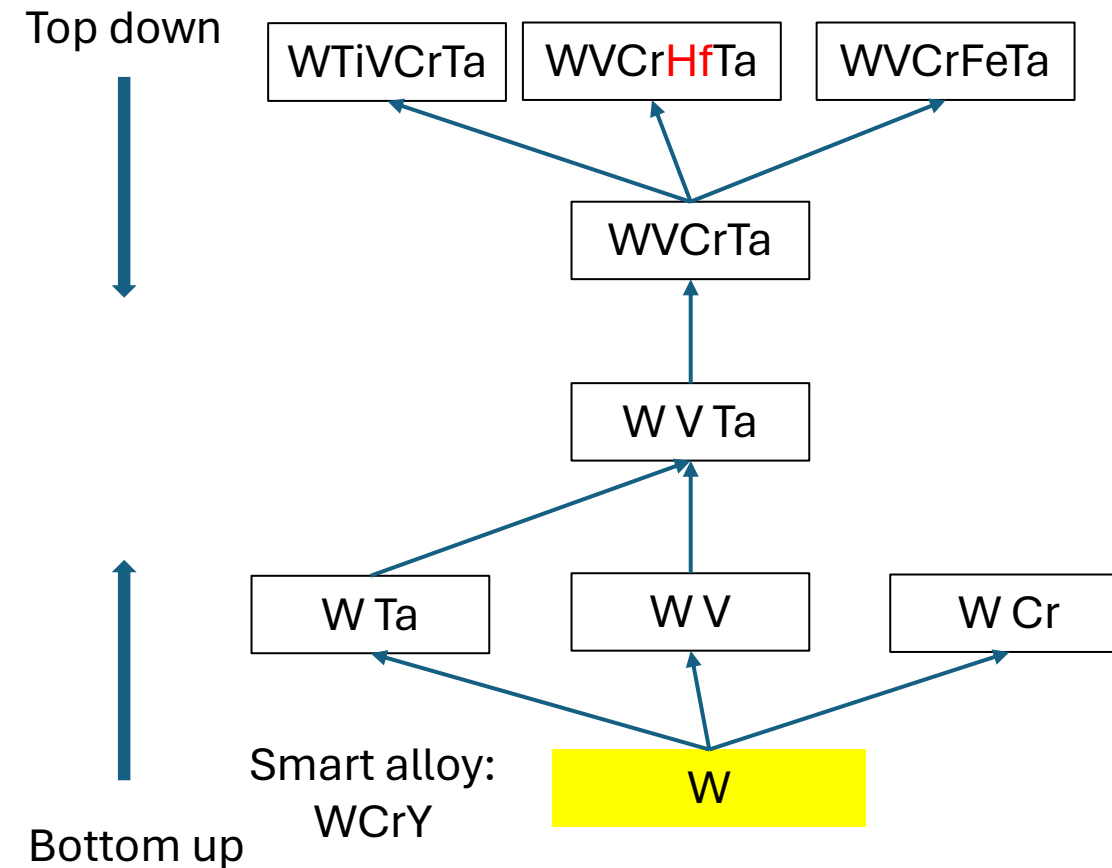 Top down
WTiVCrTa
WVCrHfTa
WVCrFeTa
WVCrTa
W V Ta
W Ta
W V
W Cr
Smart alloy:
WCrY
W
Bottom up